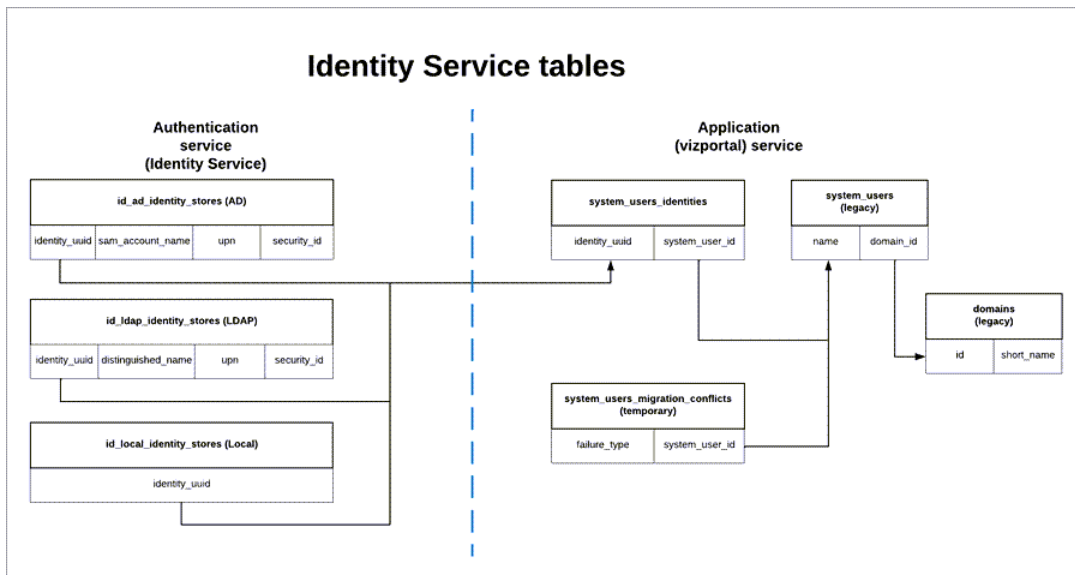 Identity Service tables
Authentication
service
(Identity Service)
Application
(vizportal) service
id_ad_identity_stores (AD)
identity_uuid sam_account_name upn security_id
id_ldap_identity_stores (LDAP)
identity_uuid distinguished_name upn security_id
id_local_identity_stores (Local)
identity_uuid
system_users_identities
identity_uuid system_user_id
system_users
(legacy)
name domain_id
domains
(legacy)
id short_name
system_users_migration_conflicts
(temporary)
failure_type system_user_id